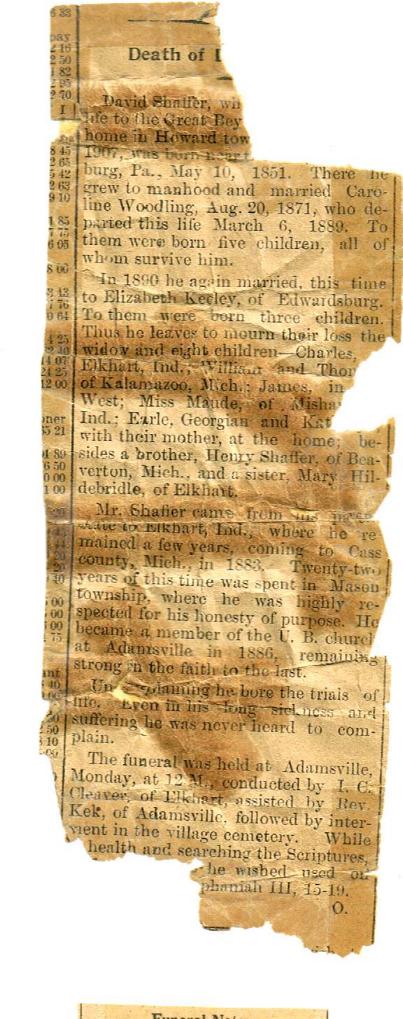 Death of
David Shaffer, wh
life to the Great Bey
home in Howard tow
1907, was born near
burg, Pa., May 10, 1851. There he
grew to manhood and married Caro-
line Woodling, Aug. 20, 1871, who de-
parted this life March 6, 1889. To
them were born five children, all of
whom survive him.
In 1890 he again married, this time
to Elizabeth Keeley, of Edwardsburg.
To them were born three children.
Thus he leaves to mourn their loss the
widow and eight children—Charles,
Elkhart, Ind.; William and Thor
of Kalamazoo, Mich.; James, in
West; Miss Maude, of Misha
Ind.; Earle, Georgian and Kat
with their mother, at the home; be-
sides a brother, Henry Shaffer, of Bea-
verton, Mich., and a sister, Mary Hil-
debridle, of Elkhart.
Mr. Shaffer came from his
state to Elkhart, Ind., where he re
mained a few years, coming to Cass
county, Mich., in 1883. Twenty-two
years of this time was spent in Mason
township, where he was highly re-
spected for his honesty of purpose. He
became a member of the U. B. church
at Adamsville in 1886, remaining
strong in the faith to the last.
he bore the trials of
life. Even in his long sickness and
suffering he was never heard to com-
plain.
The funeral was held at Adamsville,
Monday, at 12 M., conducted by I. C.
Cleaver, of Elkhart, assisted by Rev.
Kek, of Adamsville, followed by inter-
ment in the village cemetery. While
health and searching the Scriptures,
he wished used on
phaniah III, 15-19.
O.
Funeral